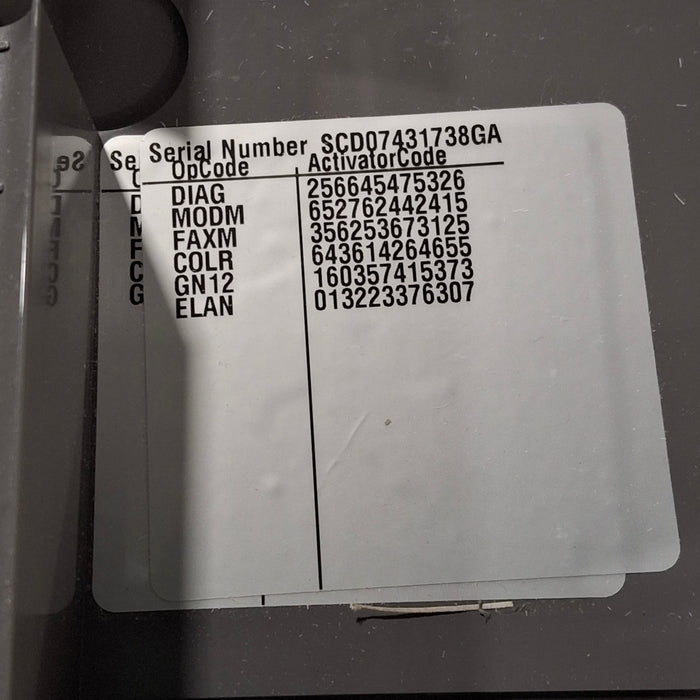 Serial Number SCD07431738GA
OpCode ActivatorCode
DIAG 256645475326
MODM 652762442415
FAXM 356253673125
COLR 643614264655
GN12 160357415373
ELAN 013223376307